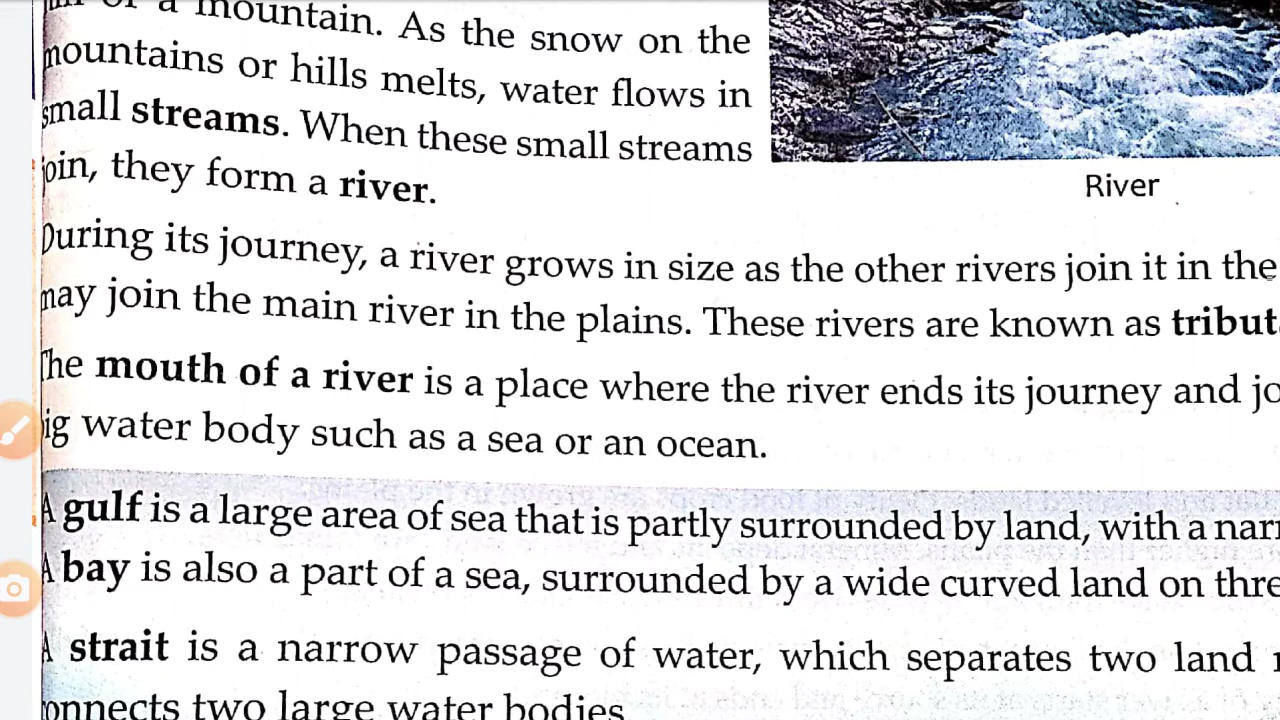 of a mountain. As the snow on the
mountains or hills melts, water flows in
small streams. When these small streams
join, they form a river.
River
During its journey, a river grows in size as the other rivers join it in the
may join the main river in the plains. These rivers are known as tribut
The mouth of a river is a place where the river ends its journey and jo
ig water body such as a sea or an ocean.
A gulf is a large area of sea that is partly surrounded by land, with a narr
A bay is also a part of a sea, surrounded by a wide curved land on thre
A strait is a narrow passage of water, which separates two land
onnects two large water bodies.